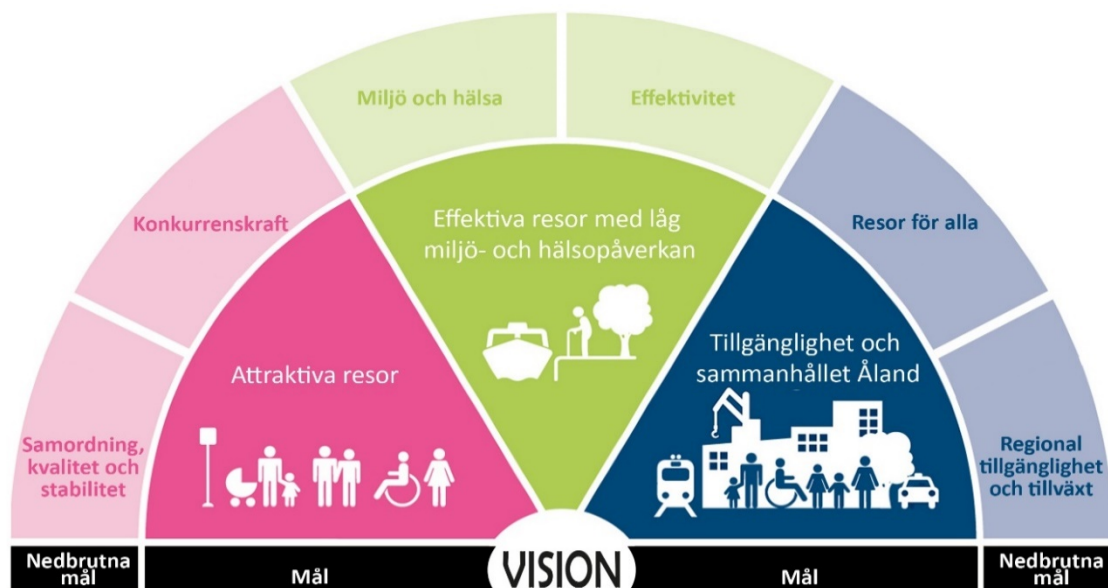 Miljö och hälsa
Effektivitet
Konkurrenskraft
Effektiva resor med låg
miljö- och hälsopåverkan
Resor för alla
Attraktiva resor
Tillgänglighet och
sammanhållet Åland
Samordning,
kvalitet och
stabilitet
Regional
tillgänglighet
och tillväxt
Nedbrutna
mål
Mål
VISION
Mål
Nedbrutna
mål